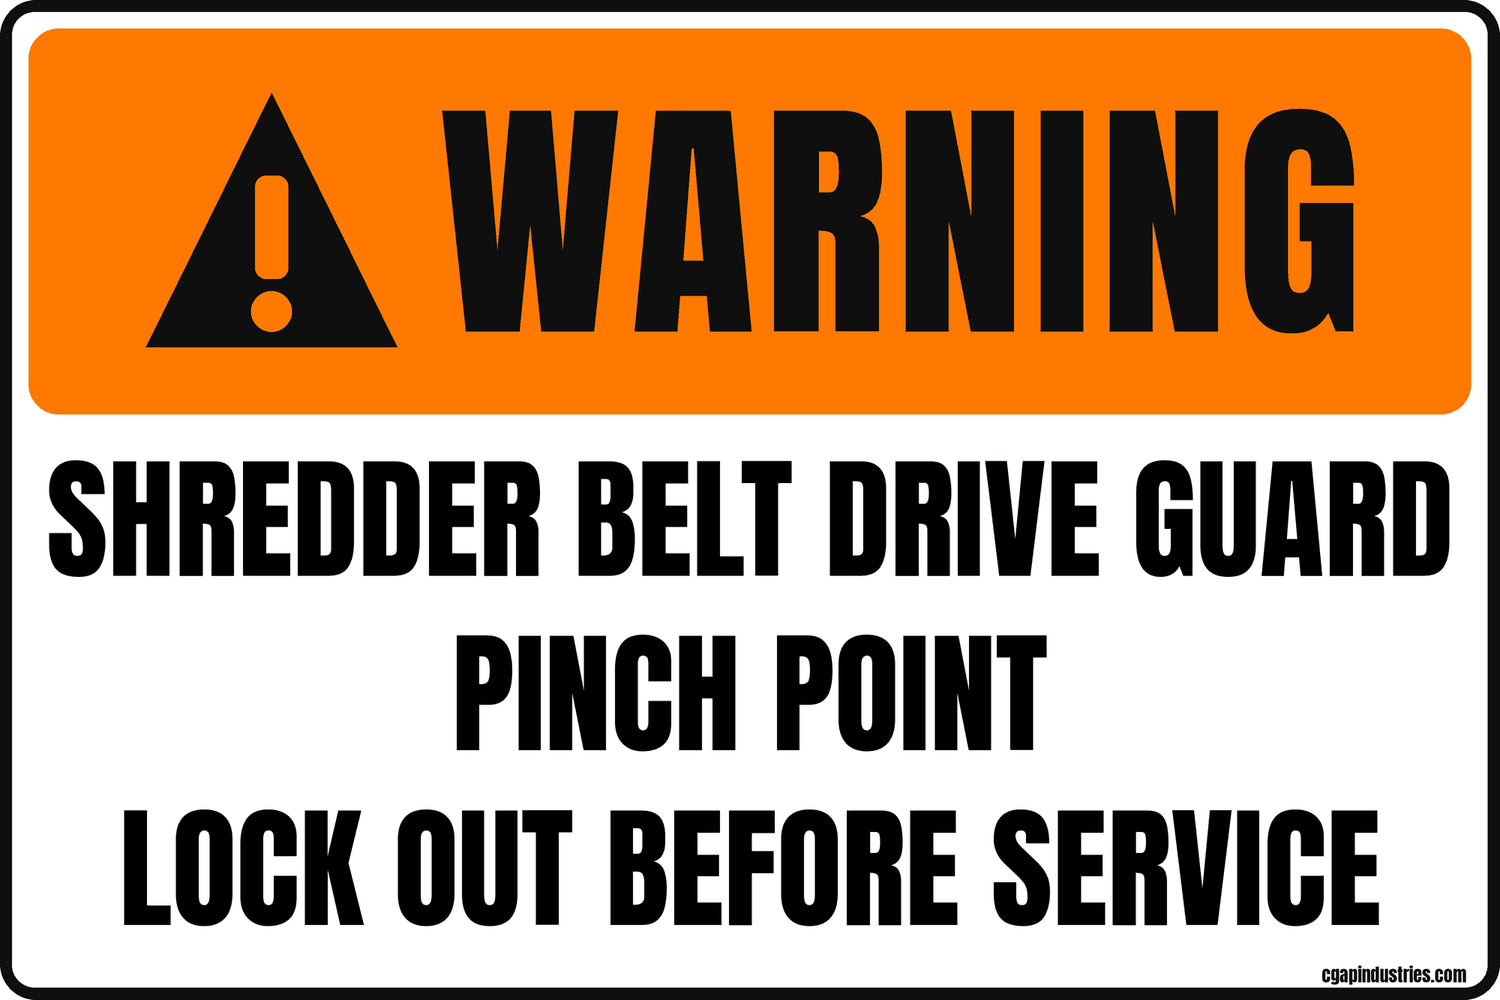 WARNING
SHREDDER BELT DRIVE GUARD
PINCH POINT
LOCK OUT BEFORE SERVICE
cgapindustries.com